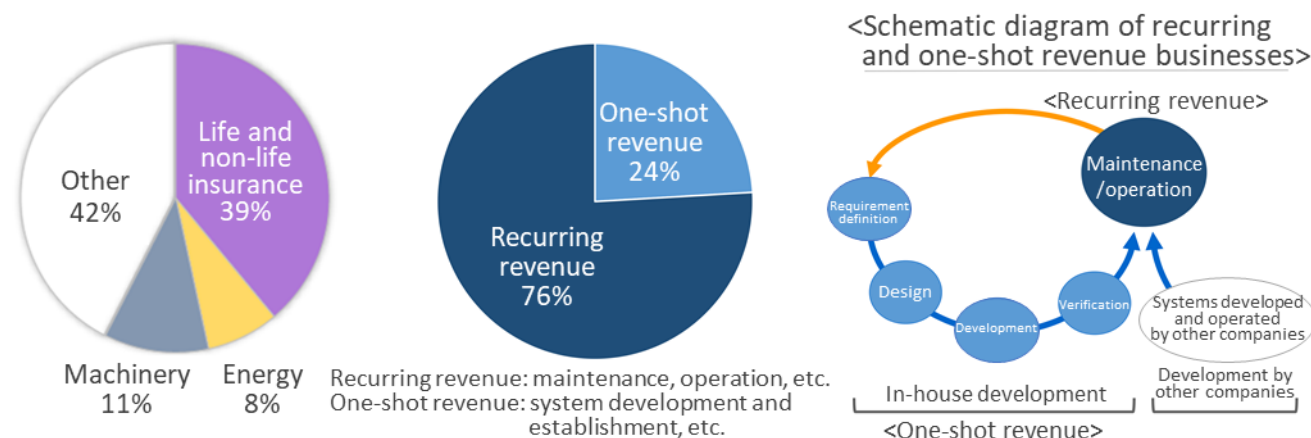 Life and
non-life
insurance
39%
Other
42%
Machinery
11%
Energy
8%
One-shot
revenue
24%
Recurring
revenue
76%
Recurring revenue: maintenance, operation, etc.
One-shot revenue: system development and
establishment, etc.
<Schematic diagram of recurring
and one-shot revenue businesses>
<Recurring revenue>
Maintenance
/operation
Requirement
definition
Design
Development
Verification
Systems developed
and operated
by other companies
In-house development
Development by
other companies
<One-shot revenue>